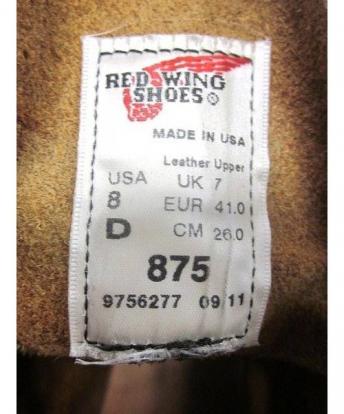 RED WING
SHOES®
MADE IN USA
Leather Upper
USA UK 7
8 EUR 41.0
D CM 26.0
875
9756277 09 11